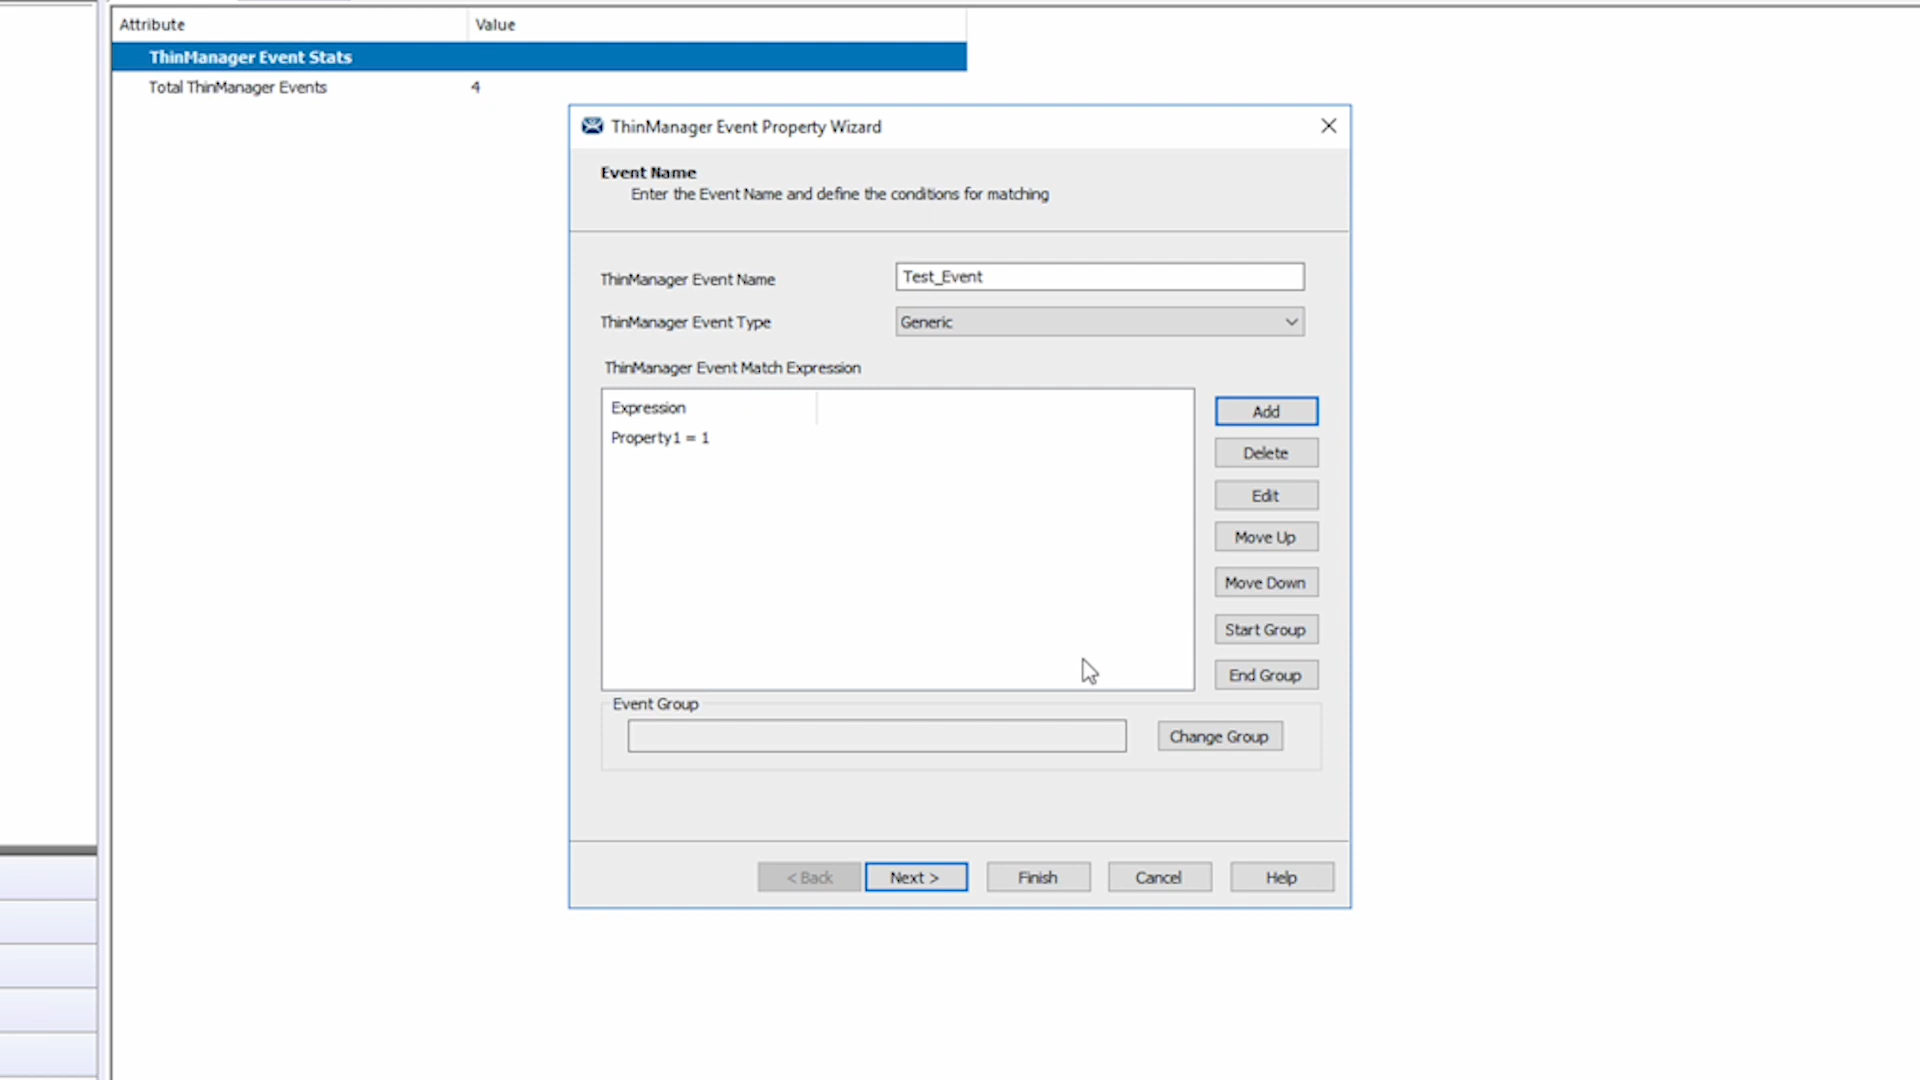 Attribute Value
ThinManager Event Stats
Total ThinManager Events 4
ThinManager Event Property Wizard
Event Name
Enter the Event Name and define the conditions for matching
ThinManager Event Name Test_Event
ThinManager Event Type Generic
ThinManager Event Match Expression
Expression
Property1 = 1
Add
Delete
Edit
Move Up
Move Down
Start Group
End Group
Event Group
Change Group
< Back Next > Finish Cancel Help